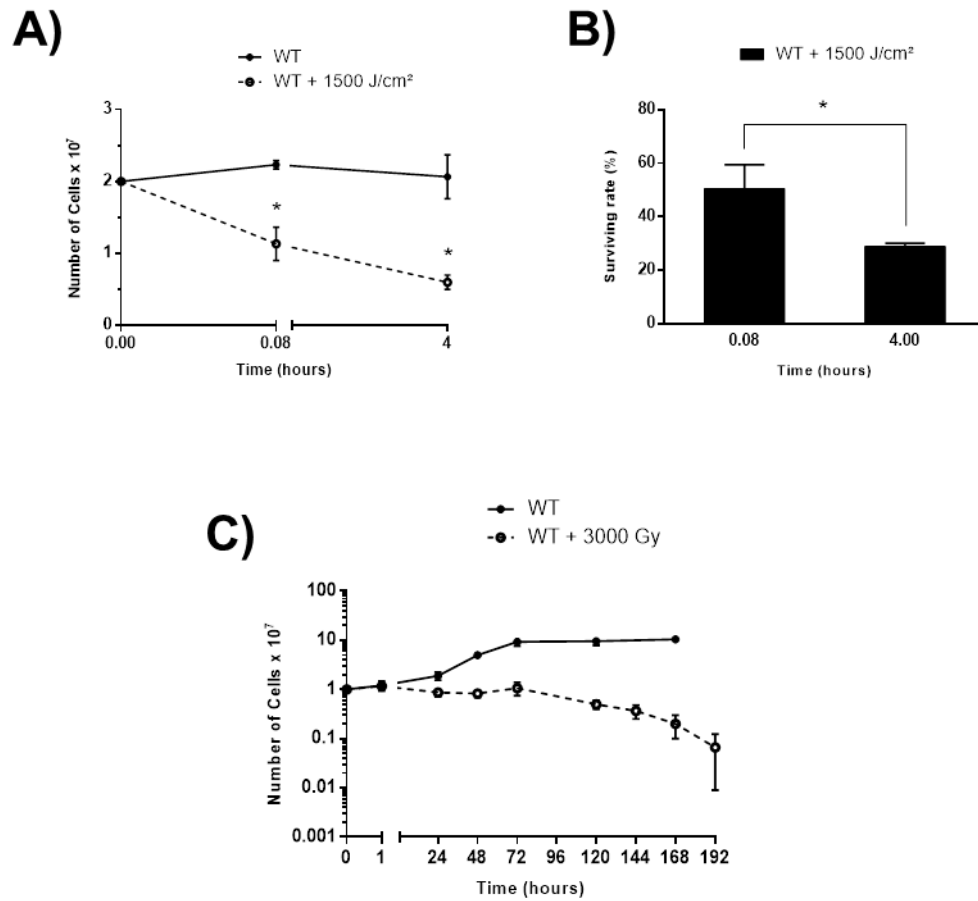 A)
WT
WT + 1500 J/cm²
Number of Cells x 10⁷
3
2
1
0
*
*
0.00
0.08
4
Time (hours)
B)
WT + 1500 J/cm²
Surviving rate (%)
80
60
40
20
0
*
0.08
4.00
Time (hours)
C)
WT
WT + 3000 Gy
Number of Cells x 10⁷
100
10
1
0.1
0.01
0.001
0
1
24
48
72
96
120
144
168
192
Time (hours)